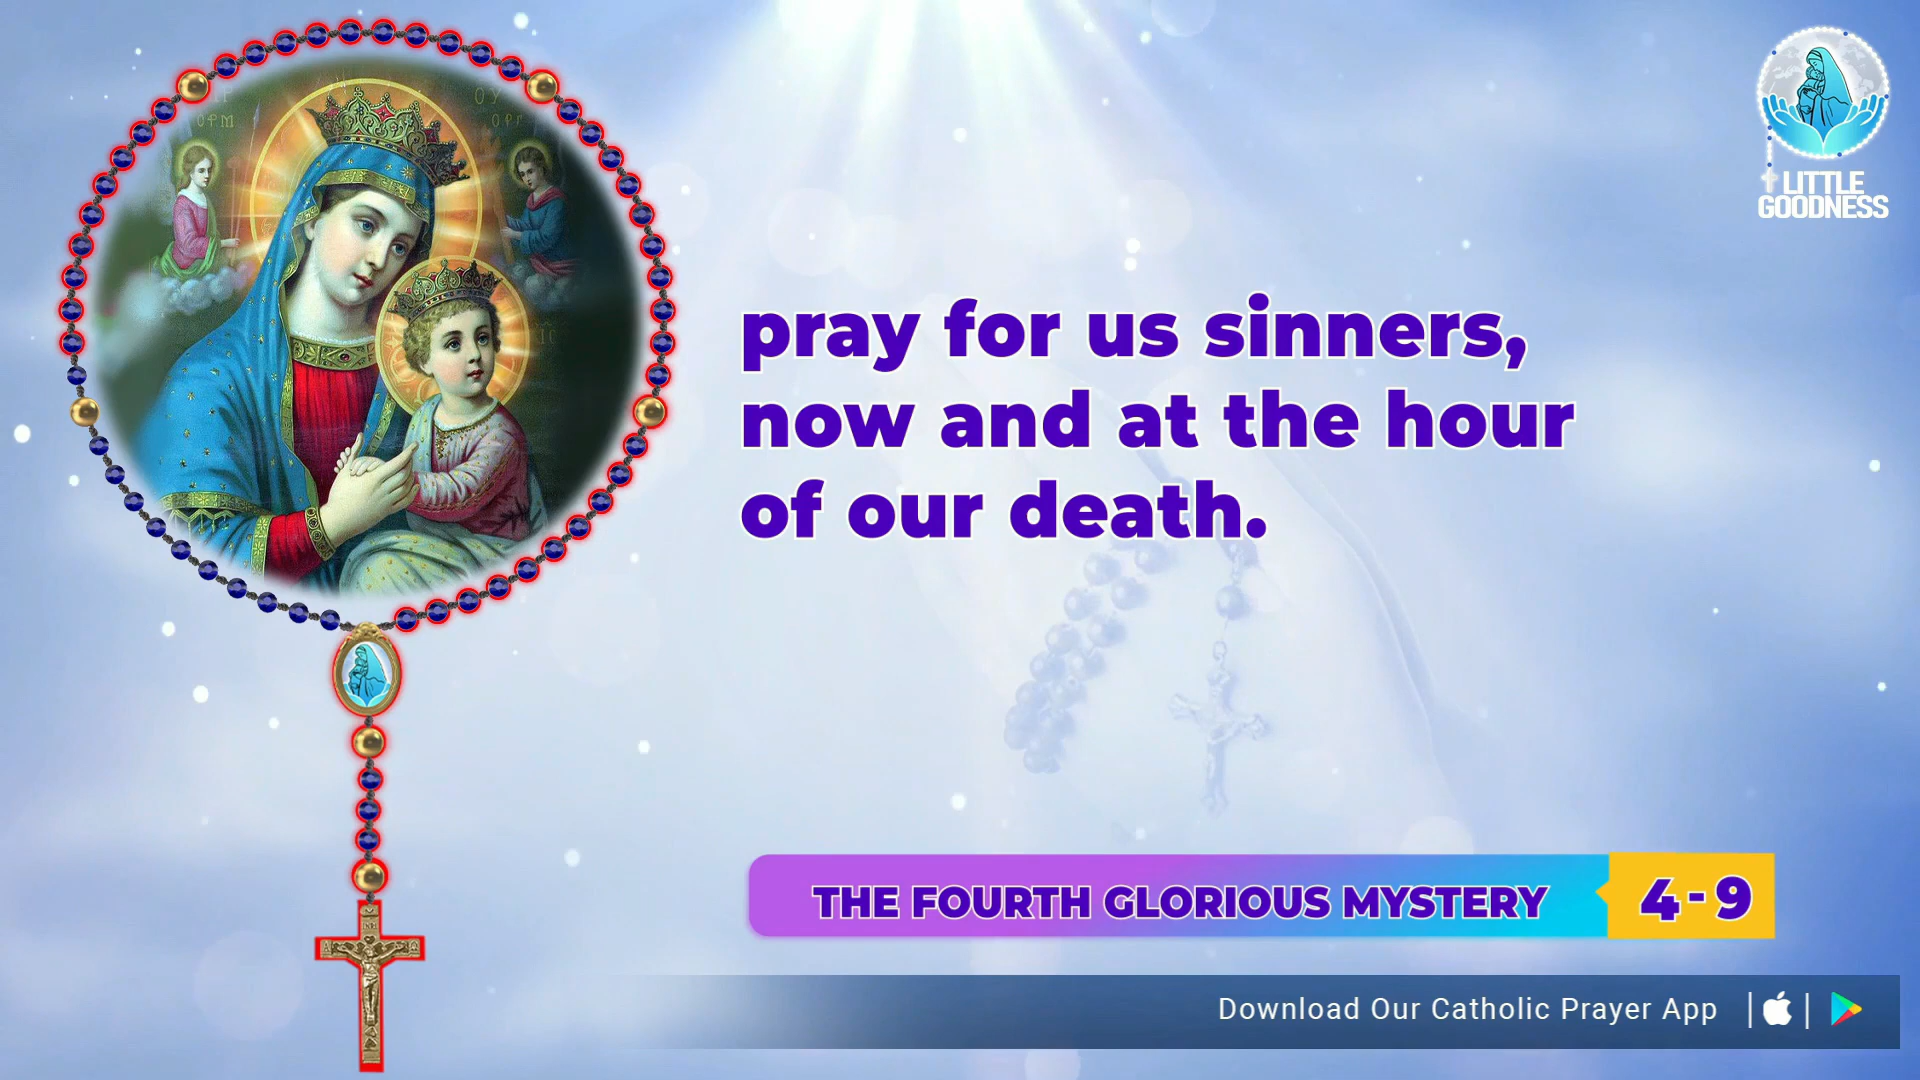 LITTLE
GOODNESS
pray for us sinners,
now and at the hour
of our death.
THE FOURTH GLORIOUS MYSTERY
4-9
Download Our Catholic Prayer App